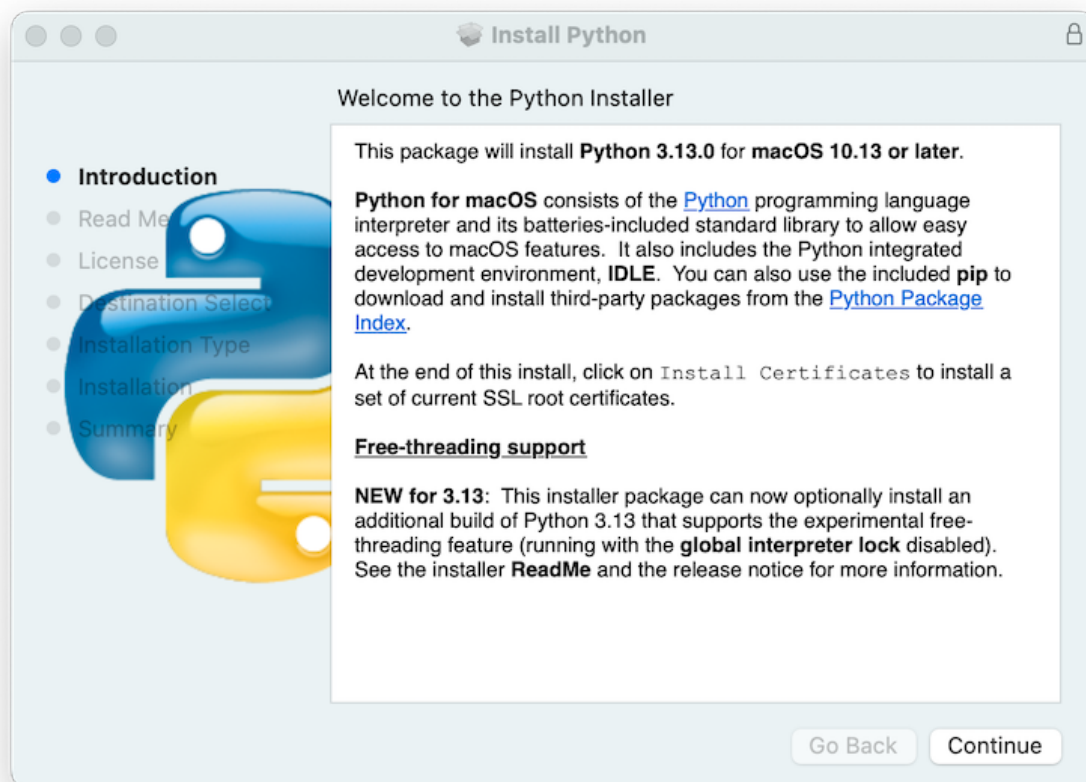 Install Python
Welcome to the Python Installer
Introduction
Read Me
License
Destination Select
Installation Type
Installation
Summary
This package will install Python 3.13.0 for macOS 10.13 or later.
Python for macOS consists of the Python programming language
interpreter and its batteries-included standard library to allow easy
access to macOS features.  It also includes the Python integrated
development environment, IDLE.  You can also use the included pip to
download and install third-party packages from the Python Package
Index.
At the end of this install, click on Install Certificates to install a
set of current SSL root certificates.
Free-threading support
NEW for 3.13:  This installer package can now optionally install an
additional build of Python 3.13 that supports the experimental free-
threading feature (running with the global interpreter lock disabled).
See the installer ReadMe and the release notice for more information.
Go Back
Continue